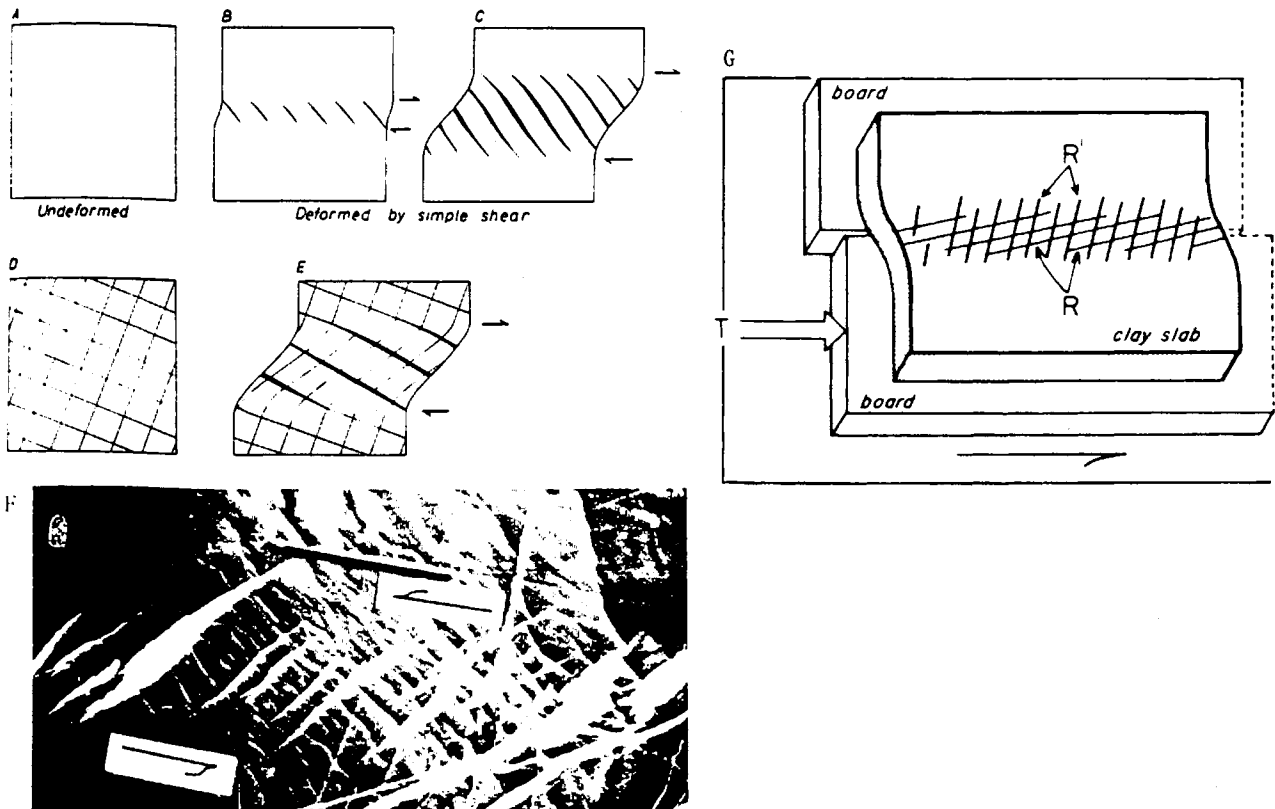 A
B
C
Undeformed
Deformed by simple shear
D
E
F
G
board
R'
R
T
clay slab
board